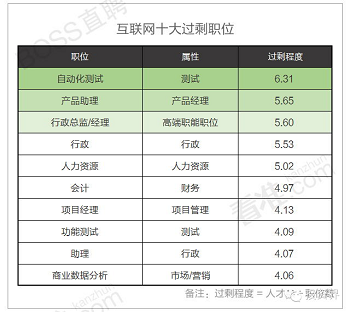 互联网十大过剩职位
职位 属性 过剩程度
自动化测试 测试 6.31
产品助理 产品经理 5.65
行政总监/经理 高端职能职位 5.60
行政 行政 5.53
人力资源 人力资源 5.02
会计 财务 4.97
项目经理 项目管理 4.13
功能测试 测试 4.09
助理 行政 4.07
商业数据分析 市场/营销 4.06
备注：过剩程度 = 人才 职位数
BOSS直聘
看准
kanzhun.com